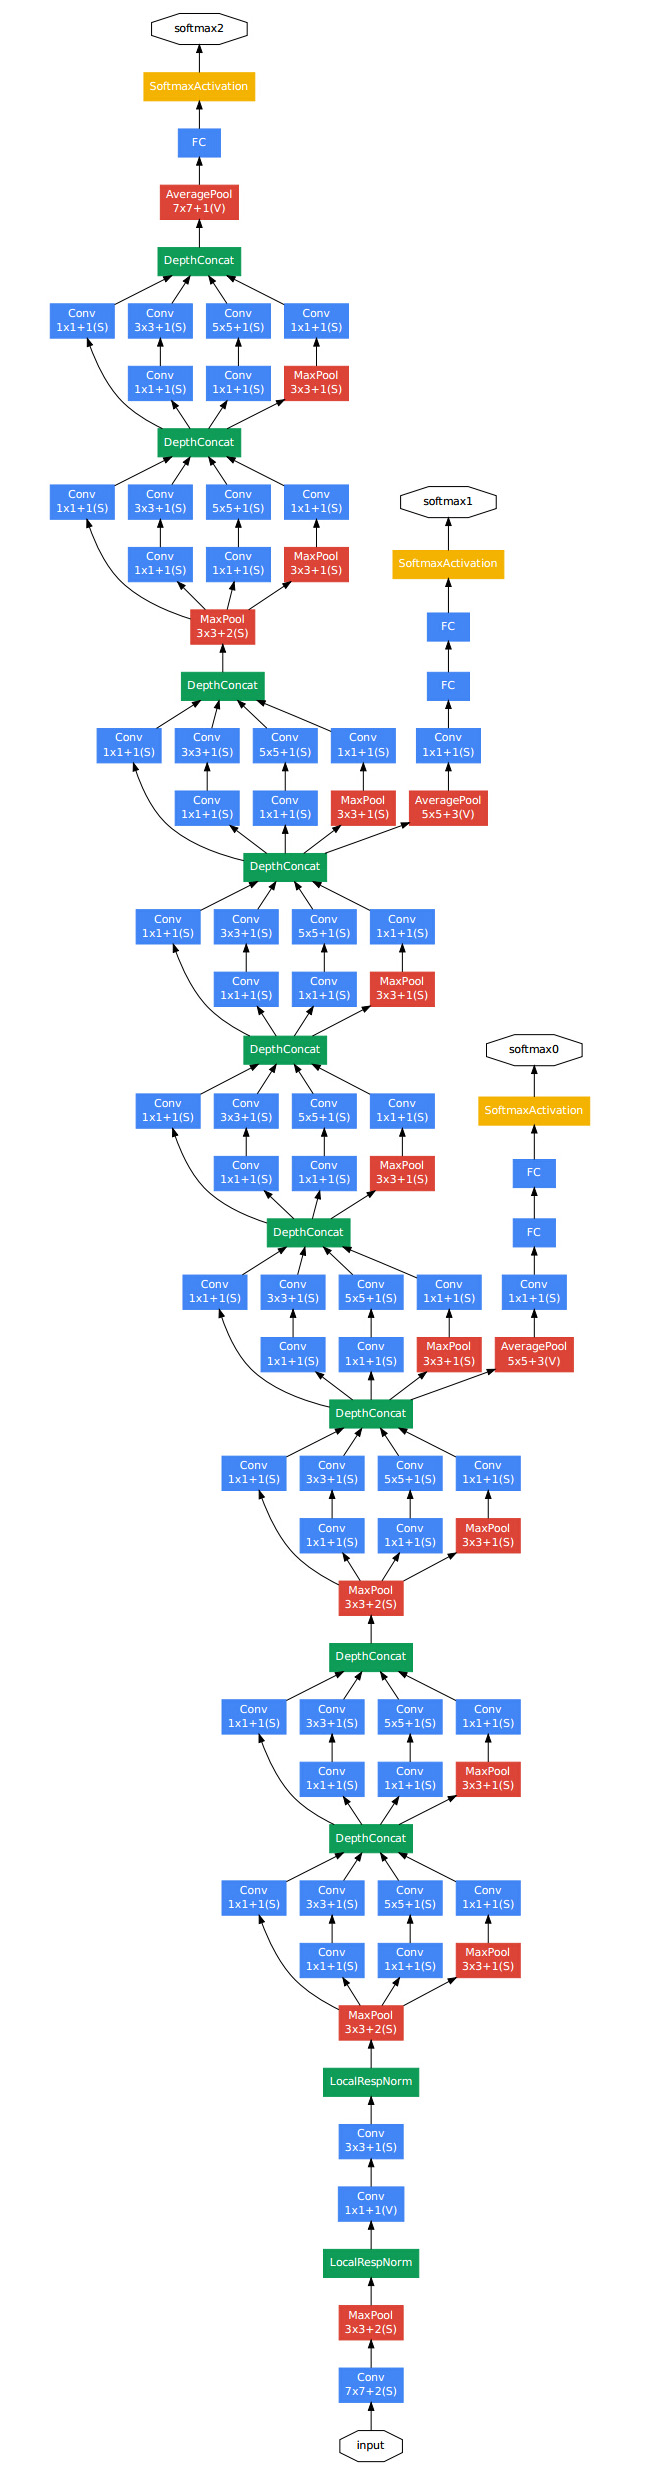 softmax2
SoftmaxActivation
FC
AveragePool
7x7+1(V)
DepthConcat
Conv
1x1+1(S)
Conv
3x3+1(S)
Conv
5x5+1(S)
Conv
1x1+1(S)
Conv
1x1+1(S)
Conv
1x1+1(S)
MaxPool
3x3+1(S)
DepthConcat
Conv
1x1+1(S)
Conv
3x3+1(S)
Conv
5x5+1(S)
Conv
1x1+1(S)
softmax1
Conv
1x1+1(S)
Conv
1x1+1(S)
MaxPool
3x3+1(S)
SoftmaxActivation
MaxPool
3x3+2(S)
FC
DepthConcat
FC
Conv
1x1+1(S)
Conv
3x3+1(S)
Conv
5x5+1(S)
Conv
1x1+1(S)
Conv
1x1+1(S)
Conv
1x1+1(S)
Conv
1x1+1(S)
MaxPool
3x3+1(S)
AveragePool
5x5+3(V)
DepthConcat
Conv
1x1+1(S)
Conv
3x3+1(S)
Conv
5x5+1(S)
Conv
1x1+1(S)
Conv
1x1+1(S)
Conv
1x1+1(S)
MaxPool
3x3+1(S)
DepthConcat
softmax0
Conv
1x1+1(S)
Conv
3x3+1(S)
Conv
5x5+1(S)
Conv
1x1+1(S)
SoftmaxActivation
Conv
1x1+1(S)
Conv
1x1+1(S)
MaxPool
3x3+1(S)
FC
DepthConcat
FC
Conv
1x1+1(S)
Conv
3x3+1(S)
Conv
5x5+1(S)
Conv
1x1+1(S)
Conv
1x1+1(S)
Conv
1x1+1(S)
Conv
1x1+1(S)
MaxPool
3x3+1(S)
AveragePool
5x5+3(V)
DepthConcat
Conv
1x1+1(S)
Conv
3x3+1(S)
Conv
5x5+1(S)
Conv
1x1+1(S)
Conv
1x1+1(S)
Conv
1x1+1(S)
MaxPool
3x3+1(S)
MaxPool
3x3+2(S)
DepthConcat
Conv
1x1+1(S)
Conv
3x3+1(S)
Conv
5x5+1(S)
Conv
1x1+1(S)
Conv
1x1+1(S)
Conv
1x1+1(S)
MaxPool
3x3+1(S)
DepthConcat
Conv
1x1+1(S)
Conv
3x3+1(S)
Conv
5x5+1(S)
Conv
1x1+1(S)
Conv
1x1+1(S)
Conv
1x1+1(S)
MaxPool
3x3+1(S)
MaxPool
3x3+2(S)
LocalRespNorm
Conv
3x3+1(S)
Conv
1x1+1(V)
LocalRespNorm
MaxPool
3x3+2(S)
Conv
7x7+2(S)
input